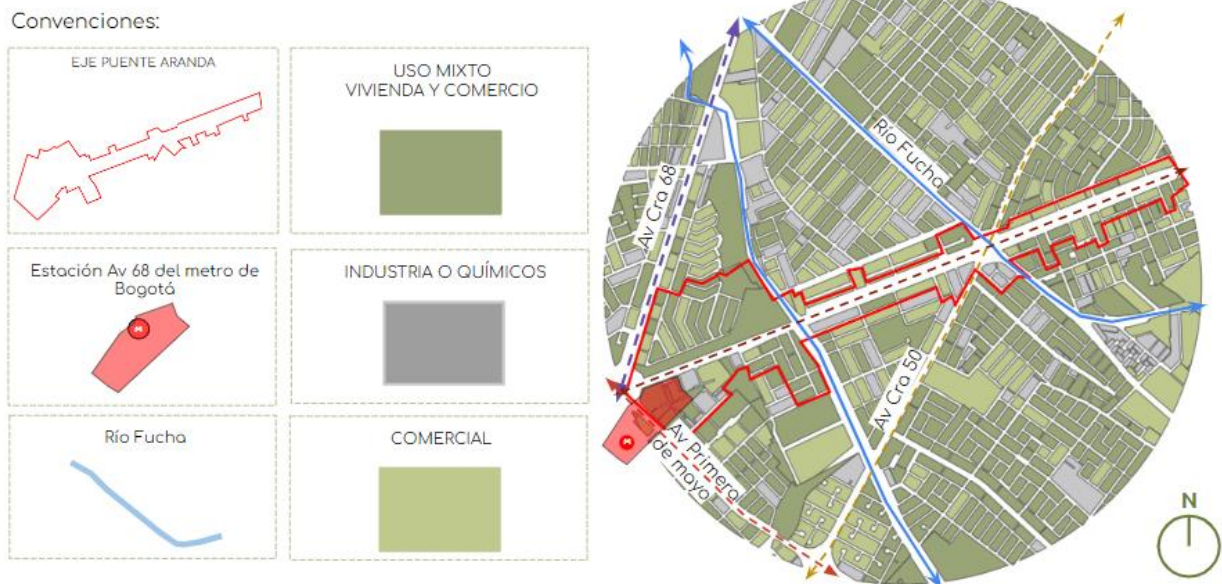 Convenciones:
EJE PUENTE ARANDA
USO MIXTO
VIVIENDA Y COMERCIO
Estación Av 68 del metro de
Bogotá
INDUSTRIA O QUÍMICOS
Río Fucha
COMERCIAL
Av Cra 68
Río Fucha
Av Cra 50
Av Primero
de mayo
N